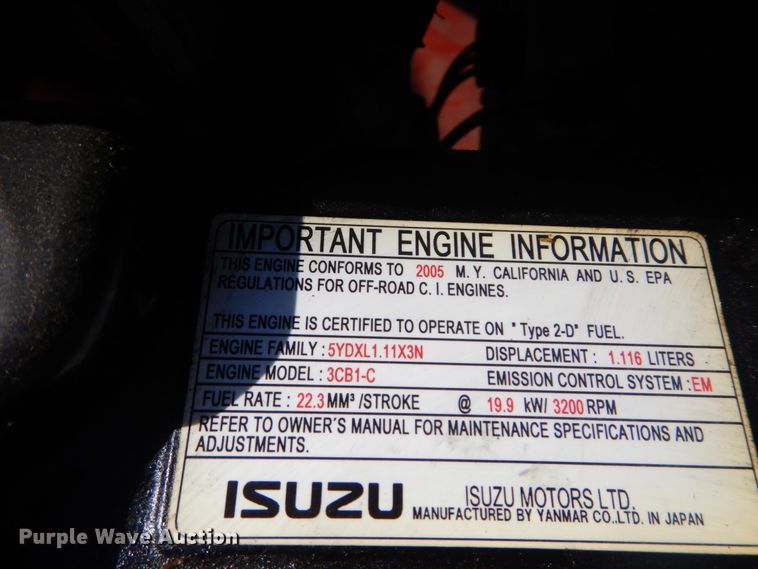 IMPORTANT ENGINE INFORMATION
THIS ENGINE CONFORMS TO 2005 M.Y. CALIFORNIA AND U.S. EPA
REGULATIONS FOR OFF-ROAD C.I. ENGINES.
THIS ENGINE IS CERTIFIED TO OPERATE ON "Type 2-D" FUEL.
ENGINE FAMILY : 5YDXL1.11X3N DISPLACEMENT : 1.116 LITERS
ENGINE MODEL : 3CB1-C EMISSION CONTROL SYSTEM : EM
FUEL RATE : 22.3 MM³ /STROKE @ 19.9 kW/ 3200 RPM
REFER TO OWNER'S MANUAL FOR MAINTENANCE SPECIFICATIONS AND
ADJUSTMENTS.
ISUZU ISUZU MOTORS LTD.
MANUFACTURED BY YANMAR CO.,LTD. IN JAPAN
Purple Wave Auction